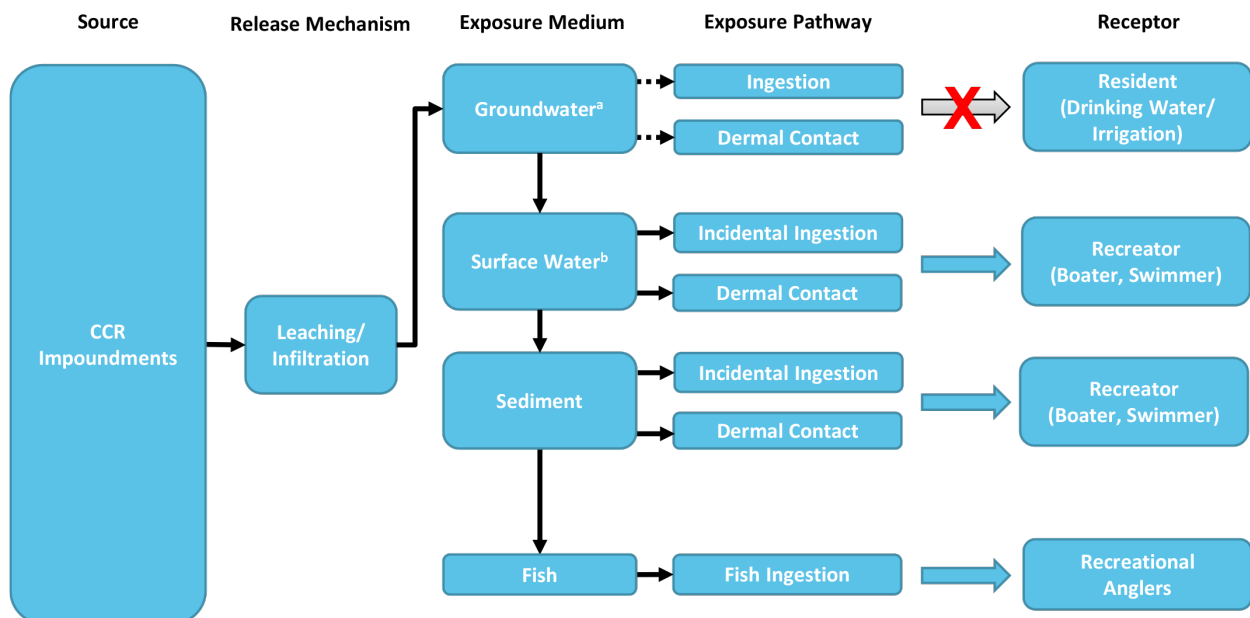 Source
Release Mechanism
Exposure Medium
Exposure Pathway
Receptor
CCR
Impoundments
Leaching/
Infiltration
Groundwaterᵃ
Ingestion
Dermal Contact
Resident
(Drinking Water/
Irrigation)
Surface Waterᵇ
Incidental Ingestion
Dermal Contact
Recreator
(Boater, Swimmer)
Sediment
Incidental Ingestion
Dermal Contact
Recreator
(Boater, Swimmer)
Fish
Fish Ingestion
Recreational
Anglers